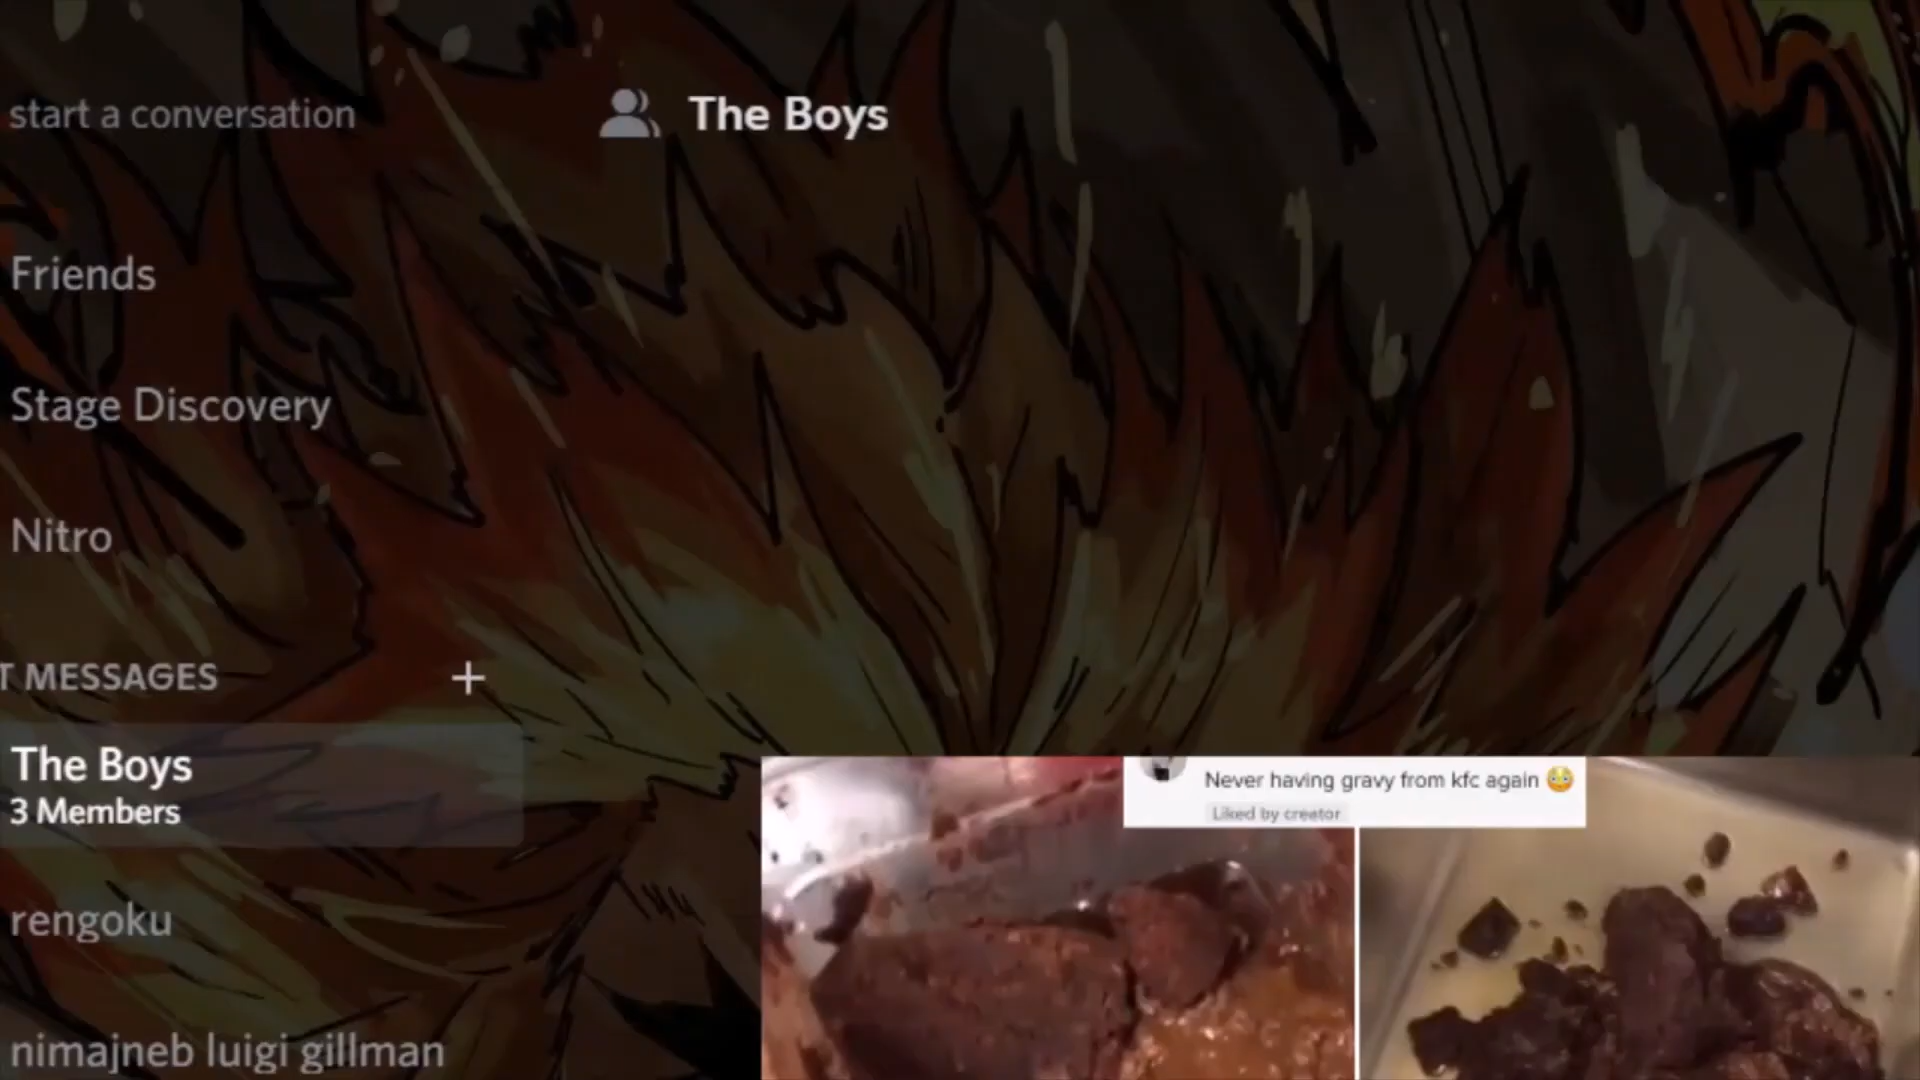 start a conversation
The Boys
Friends
Stage Discovery
Nitro
T MESSAGES
The Boys
3 Members
rengoku
nimajneb luigi gillman
Never having gravy from kfc again 😳
Liked by creator